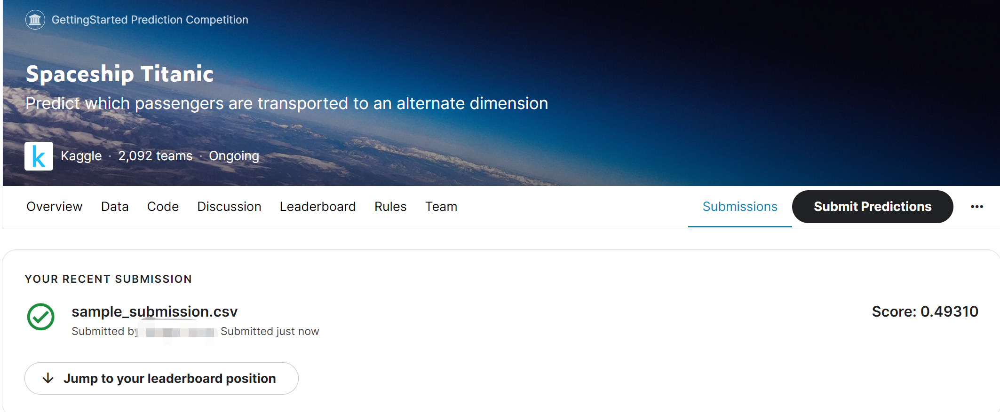 GettingStarted Prediction Competition
Spaceship Titanic
Predict which passengers are transported to an alternate dimension
k Kaggle · 2,092 teams · Ongoing
Overview Data Code Discussion Leaderboard Rules Team Submissions Submit Predictions •••
YOUR RECENT SUBMISSION
sample_submission.csv Score: 0.49310
Submitted by Submitted just now
Jump to your leaderboard position